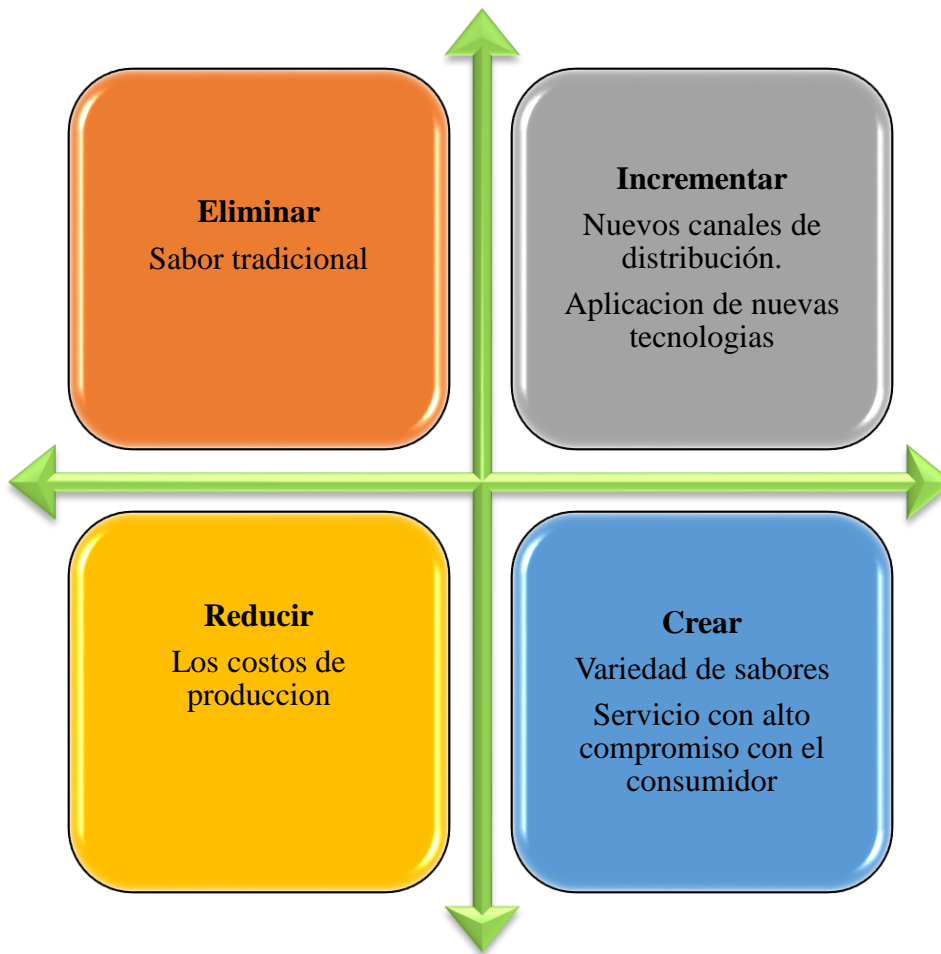 Eliminar
Sabor tradicional
Incrementar
Nuevos canales de
distribución.
Aplicacion de nuevas
tecnologias
Reducir
Los costos de
produccion
Crear
Variedad de sabores
Servicio con alto
compromiso con el
consumidor